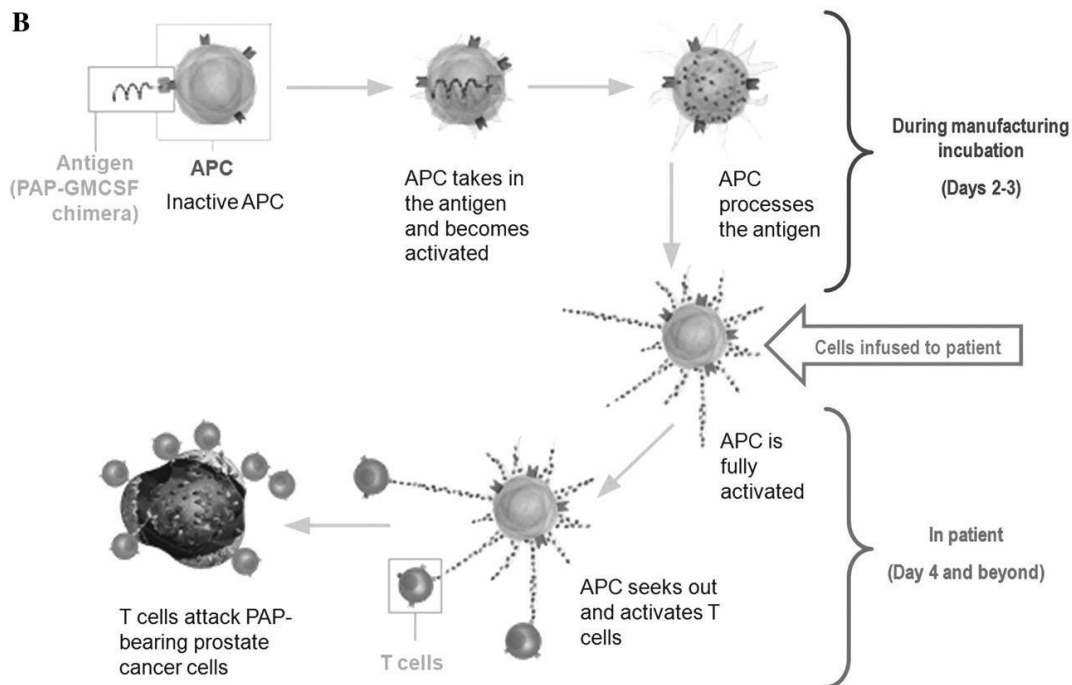 B
Antigen
(PAP-GMCSF
chimera)
APC
Inactive APC
APC takes in
the antigen
and becomes
activated
APC
processes
the antigen
During manufacturing
incubation
(Days 2-3)
Cells infused to patient
APC is
fully
activated
In patient
(Day 4 and beyond)
APC seeks out
and activates T
cells
T cells
T cells attack PAP-
bearing prostate
cancer cells